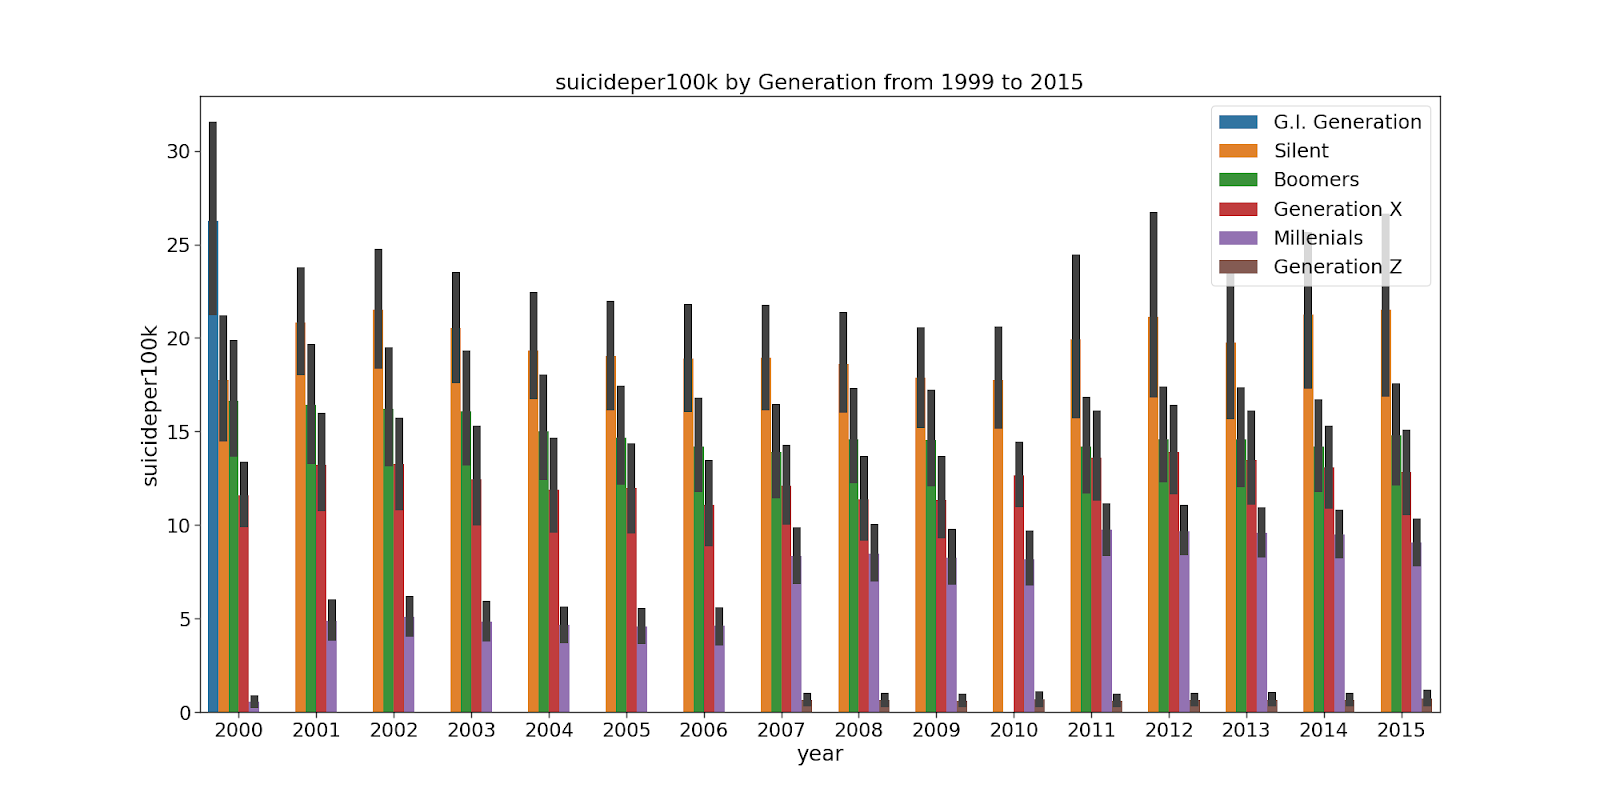 suicideper100k by Generation from 1999 to 2015
G.I. Generation
Silent
Boomers
Generation X
Millenials
Generation Z
30
25
20
15
10
5
0
suicideper100k
2000 2001 2002 2003 2004 2005 2006 2007 2008 2009 2010 2011 2012 2013 2014 2015
year